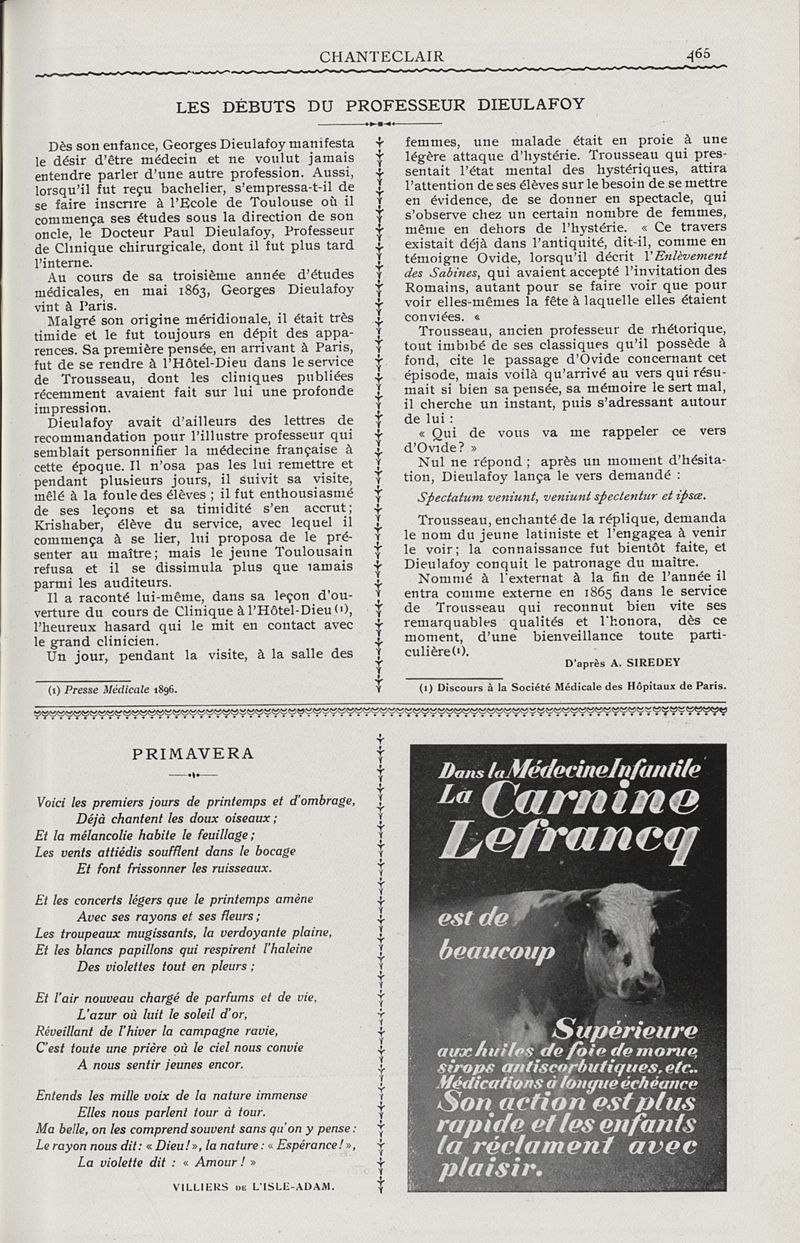 CHANTECLAIR
465
LES DÉBUTS DU PROFESSEUR DIEULAFOY
Dès son enfance, Georges Dieulafoy manifesta
le désir d'être médecin et ne voulut jamais
entendre parler d'une autre profession. Aussi,
lorsqu'il fut reçu bachelier, s'empressa-t-il de
se faire inscrire à l'Ecole de Toulouse où il
commença ses études sous la direction de son
oncle, le Docteur Paul Dieulafoy, Professeur
de Clinique chirurgicale, dont il fut plus tard
l'interne.
Au cours de sa troisième année d'études
médicales, en mai 1863, Georges Dieulafoy
vint à Paris.
Malgré son origine méridionale, il était très
timide et le fut toujours en dépit des appa-
rences. Sa première pensée, en arrivant à Paris,
fut de se rendre à l'Hôtel-Dieu dans le service
de Trousseau, dont les cliniques publiées
récemment avaient fait sur lui une profonde
impression.
Dieulafoy avait d'ailleurs des lettres de
recommandation pour l'illustre professeur qui
semblait personnifier la médecine française à
cette époque. Il n'osa pas les lui remettre et
pendant plusieurs jours, il suivit sa visite,
mêlé à la foule des élèves ; il fut enthousiasmé
de ses leçons et sa timidité s'en accrut ;
Krishaber, élève du service, avec lequel il
commença à se lier, lui proposa de le pré-
senter au maître ; mais le jeune Toulousain
refusa et il se dissimula plus que jamais
parmi les auditeurs.
Il a raconté lui-même, dans sa leçon d'ou-
verture du cours de Clinique à l'Hôtel-Dieu (1),
l'heureux hasard qui le mit en contact avec
le grand clinicien.
Un jour, pendant la visite, à la salle des
(1) Presse Médicale 1896.
femmes, une malade était en proie à une
légère attaque d'hystérie. Trousseau qui pres-
sentait l'état mental des hystériques, attira
l'attention de ses élèves sur le besoin de se mettre
en évidence, de se donner en spectacle, qui
s'observe chez un certain nombre de femmes,
même en dehors de l'hystérie. « Ce travers
existait déjà dans l'antiquité, dit-il, comme en
témoigne Ovide, lorsqu'il décrit l'Enlèvement
des Sabines, qui avaient accepté l'invitation des
Romains, autant pour se faire voir que pour
voir elles-mêmes la fête à laquelle elles étaient
conviées. «
Trousseau, ancien professeur de rhétorique,
tout imbibé de ses classiques qu'il possède à
fond, cite le passage d'Ovide concernant cet
épisode, mais voilà qu'arrivé au vers qui résu-
mait si bien sa pensée, sa mémoire le sert mal,
il cherche un instant, puis s'adressant autour
de lui :
« Qui de vous va me rappeler ce vers
d'Ovide ? »
Nul ne répond ; après un moment d'hésita-
tion, Dieulafoy lança le vers demandé :
Spectatum veniunt, veniunt spectentur et ipsæ.
Trousseau, enchanté de la réplique, demanda
le nom du jeune latiniste et l'engagea à venir
le voir ; la connaissance fut bientôt faite, et
Dieulafoy conquit le patronage du maître.
Nommé à l'externat à la fin de l'année il
entra comme externe en 1865 dans le service
de Trousseau qui reconnut bien vite ses
remarquables qualités et l'honora, dès ce
moment, d'une bienveillance toute parti-
culière (1).
D'après A. SIREDEY
(1) Discours à la Société Médicale des Hôpitaux de Paris.
PRIMAVERA
Voici les premiers jours de printemps et d'ombrage,
Déjà chantent les doux oiseaux ;
Et la mélancolie habite le feuillage ;
Les vents attiédis soufflent dans le bocage
Et font frissonner les ruisseaux.
Et les concerts légers que le printemps amène
Avec ses rayons et ses fleurs ;
Les troupeaux mugissants, la verdoyante plaine,
Et les blancs papillons qui respirent l'haleine
Des violettes tout en pleurs ;
Et l'air nouveau chargé de parfums et de vie,
L'azur où luit le soleil d'or,
Réveillant de l'hiver la campagne ravie,
C'est toute une prière où le ciel nous convie
A nous sentir jeunes encor.
Entends les mille voix de la nature immense
Elles nous parlent tour à tour.
Ma belle, on les comprend souvent sans qu'on y pense :
Le rayon nous dit : « Dieu ! », la nature : « Espérance ! »,
La violette dit : « Amour ! »
VILLIERS DE L'ISLE-ADAM.
Dans la Médecine Infantile
La Carnine
Lefrancq
est de
beaucoup
Supérieure
aux huiles de foie de morue,
sirops antiscorbutiques, etc..
Médications à longue échéance
Son action est plus
rapide et les enfants
la réclament avec
plaisir.